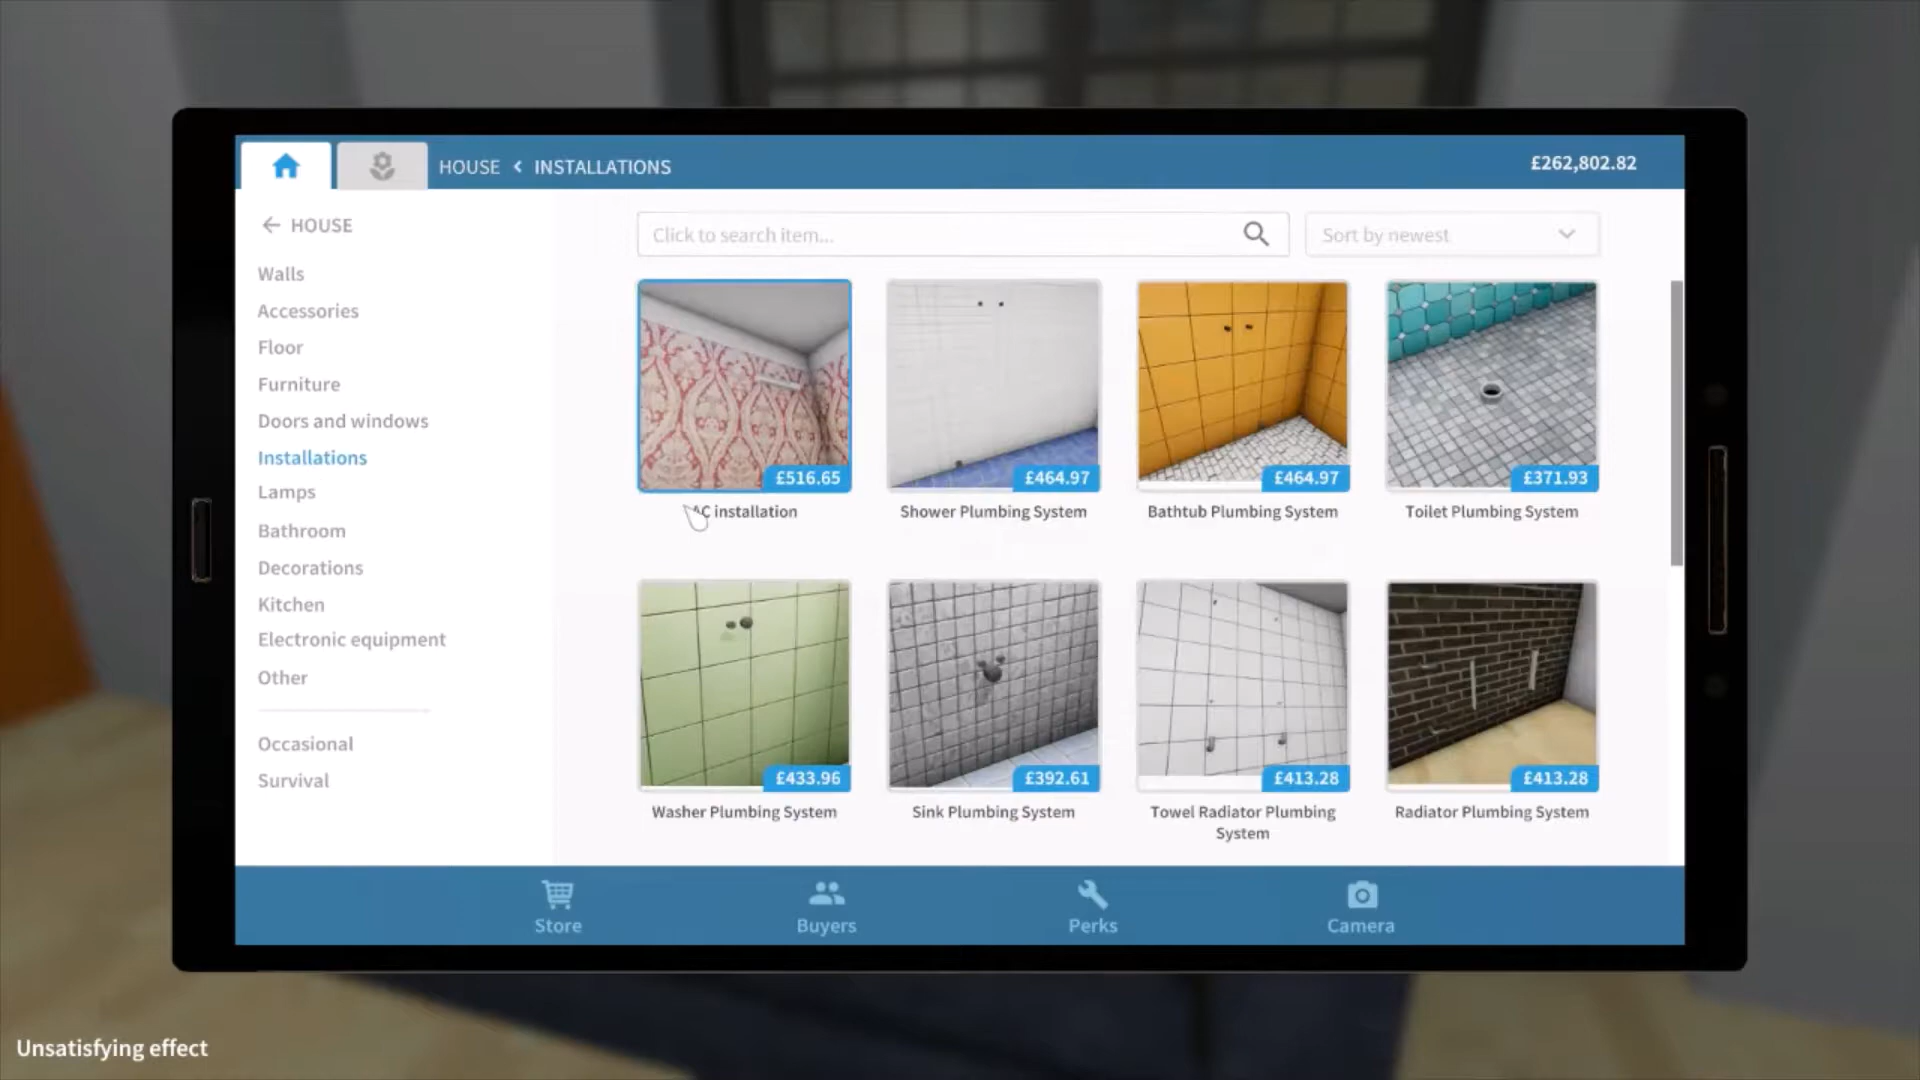 HOUSE < INSTALLATIONS
£262,802.82
← HOUSE
Walls
Accessories
Floor
Furniture
Doors and windows
Installations
Lamps
Bathroom
Decorations
Kitchen
Electronic equipment
Other
Occasional
Survival
Click to search item...
Sort by newest
£516.65
AC installation
£464.97
Shower Plumbing System
£464.97
Bathtub Plumbing System
£371.93
Toilet Plumbing System
£433.96
Washer Plumbing System
£392.61
Sink Plumbing System
£413.28
Towel Radiator Plumbing
System
£413.28
Radiator Plumbing System
Store
Buyers
Perks
Camera
Unsatisfying effect